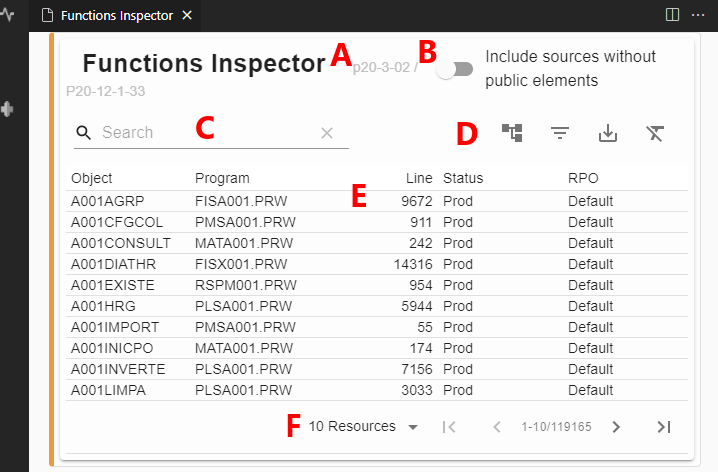 Functions Inspector
Functions Inspector A p20-3-02 / B Include sources without
public elements
P20-12-1-33
Search C D
Object Program Line Status RPO
E
A001AGRP FISA001.PRW 9672 Prod Default
A001CFGCOL PMSA001.PRW 911 Prod Default
A001CONSULT MATA001.PRW 242 Prod Default
A001DIATHR FISX001.PRW 14316 Prod Default
A001EXISTE RSPM001.PRW 954 Prod Default
A001HRG PLSA001.PRW 5944 Prod Default
A001IMPORT PMSA001.PRW 55 Prod Default
A001INICPO MATA001.PRW 174 Prod Default
A001INVERTE PLSA001.PRW 7156 Prod Default
A001LIMPA PLSA001.PRW 3033 Prod Default
F 10 Resources 1-10/119165